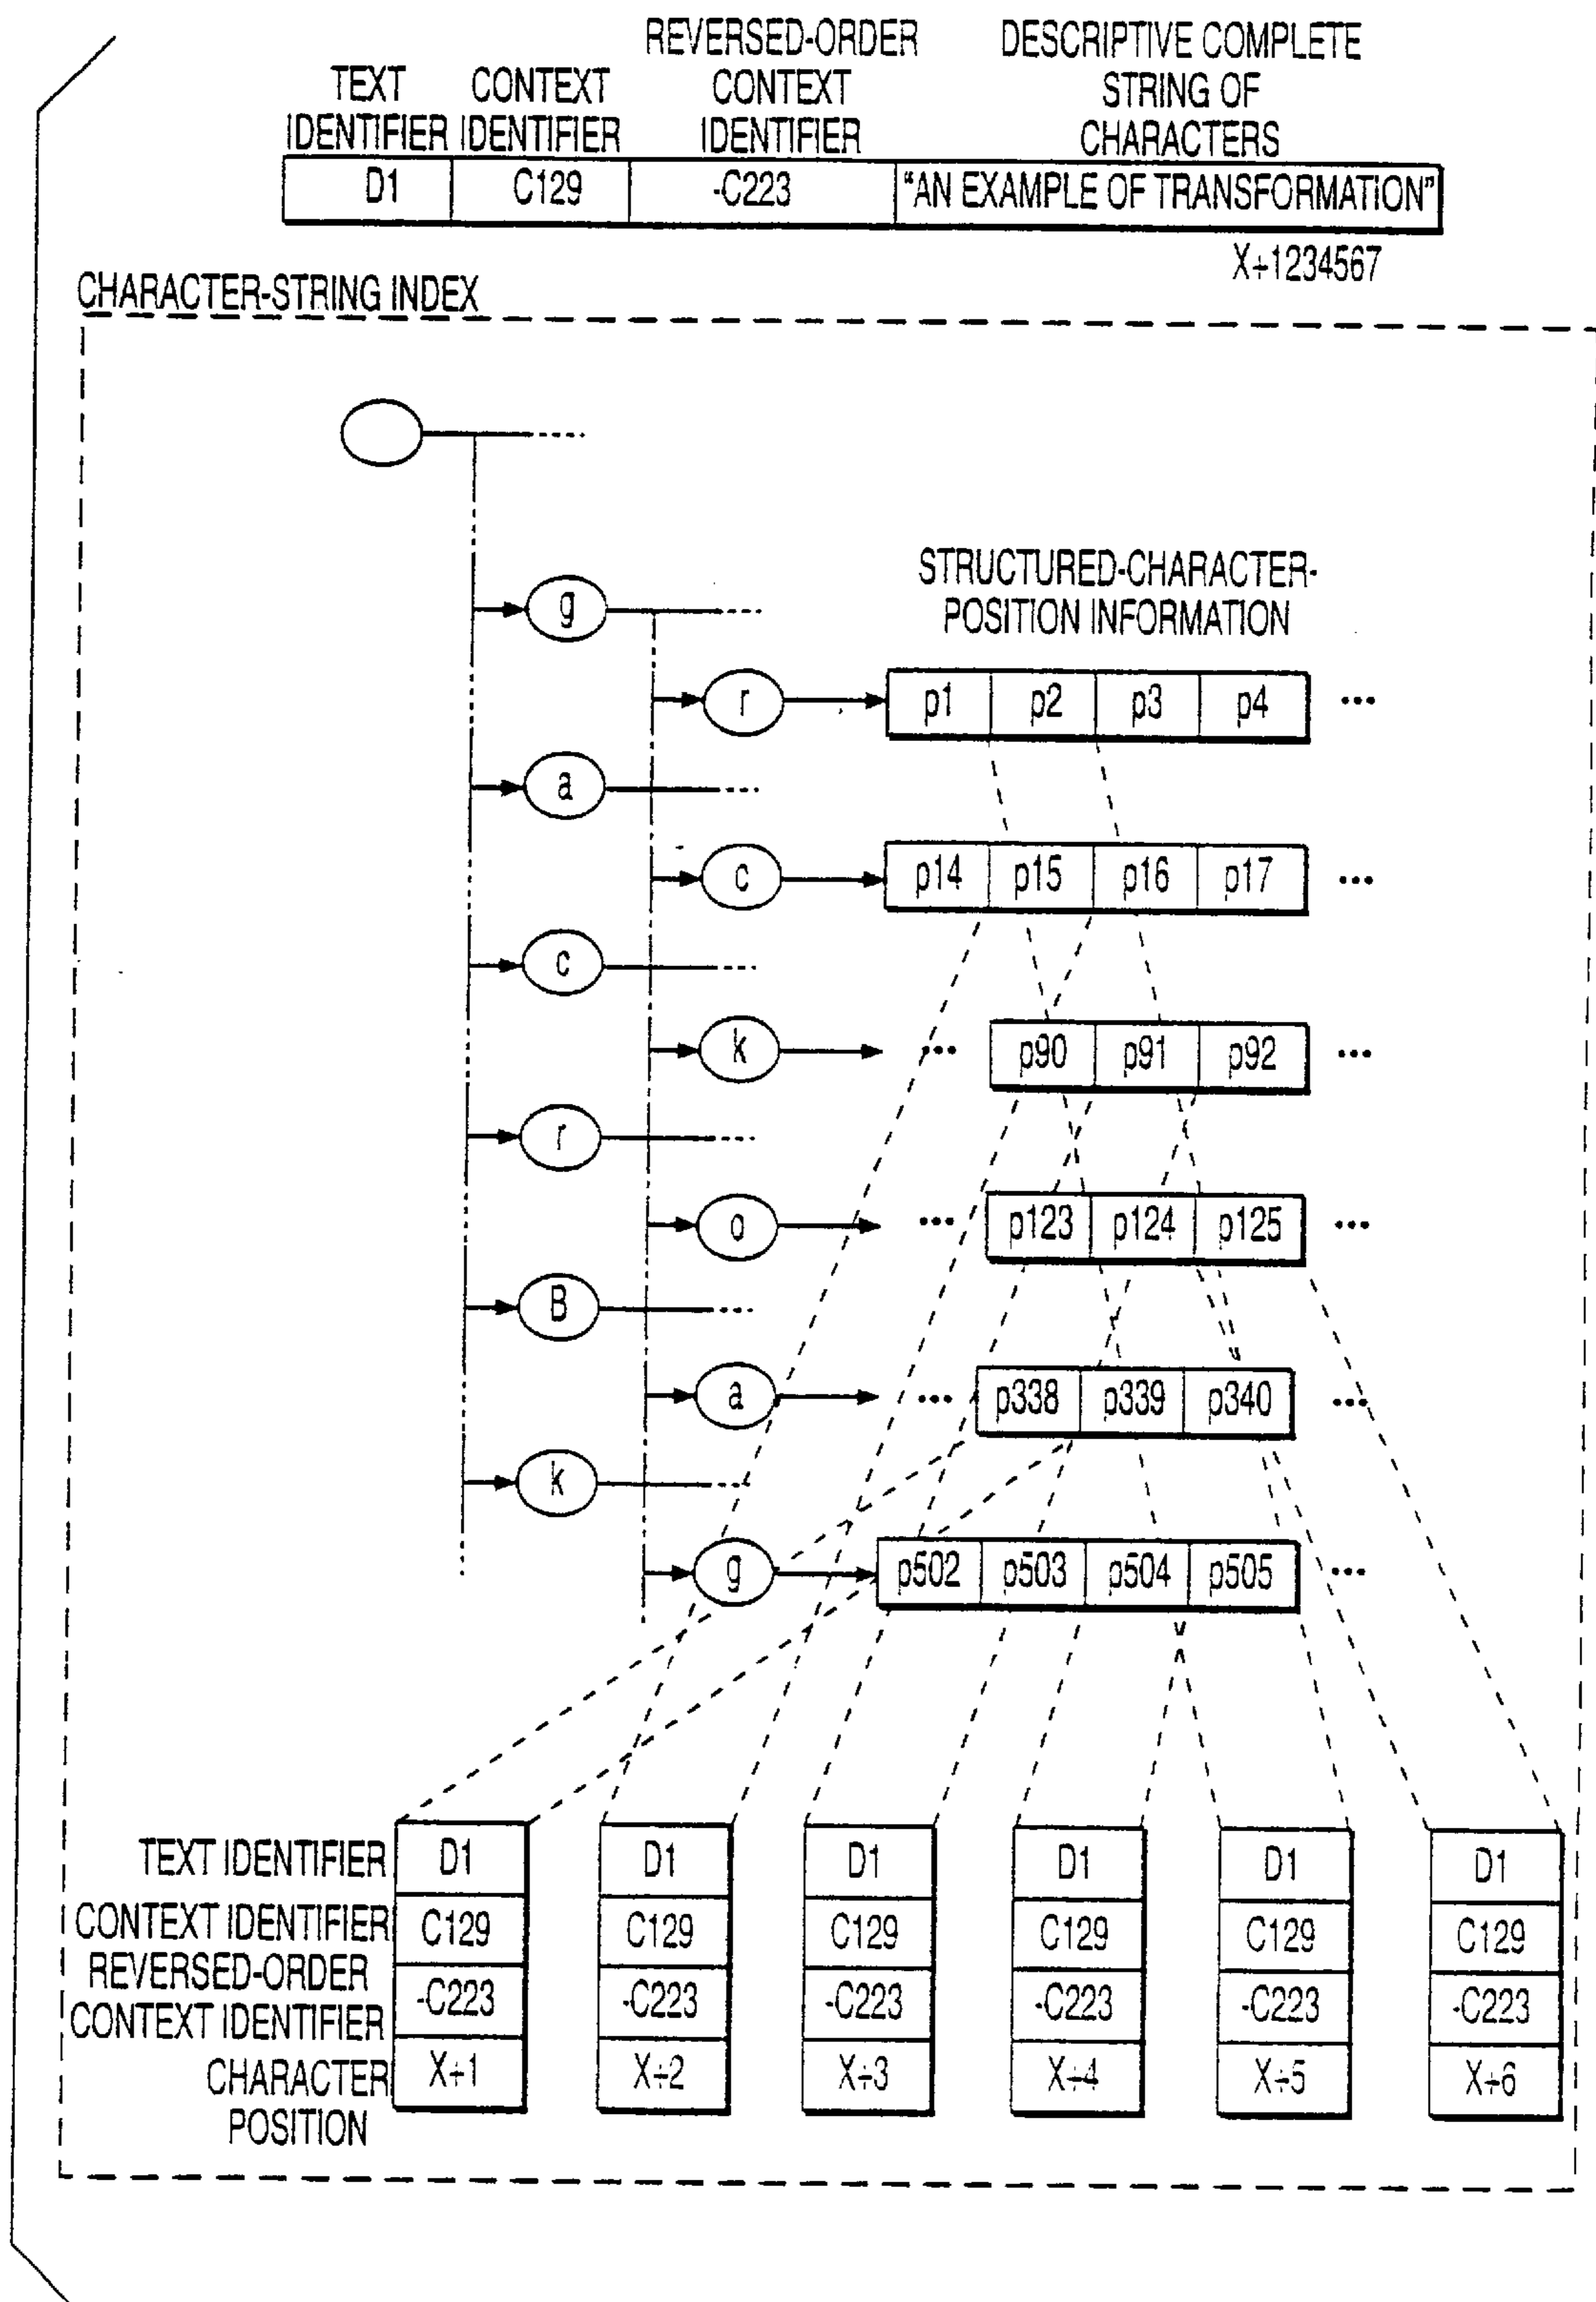 REVERSED-ORDER DESCRIPTIVE COMPLETE
TEXT CONTEXT CONTEXT STRING OF
IDENTIFIER IDENTIFIER IDENTIFIER CHARACTERS
D1 C129 -C223 "AN EXAMPLE OF TRANSFORMATION"
X+1234567
CHARACTER-STRING INDEX
g
STRUCTURED-CHARACTER-
POSITION INFORMATION
r p1 p2 p3 p4 ...
a
c p14 p15 p16 p17 ...
c
k ... p90 p91 p92 ...
r
o ... p123 p124 p125 ...
B
a ... p338 p339 p340 ...
k
g p502 p503 p504 p505 ...
TEXT IDENTIFIER D1 D1 D1 D1 D1 D1
CONTEXT IDENTIFIER C129 C129 C129 C129 C129 C129
REVERSED-ORDER
CONTEXT IDENTIFIER -C223 -C223 -C223 -C223 -C223 -C223
CHARACTER
POSITION X+1 X+2 X+3 X+4 X+5 X+6